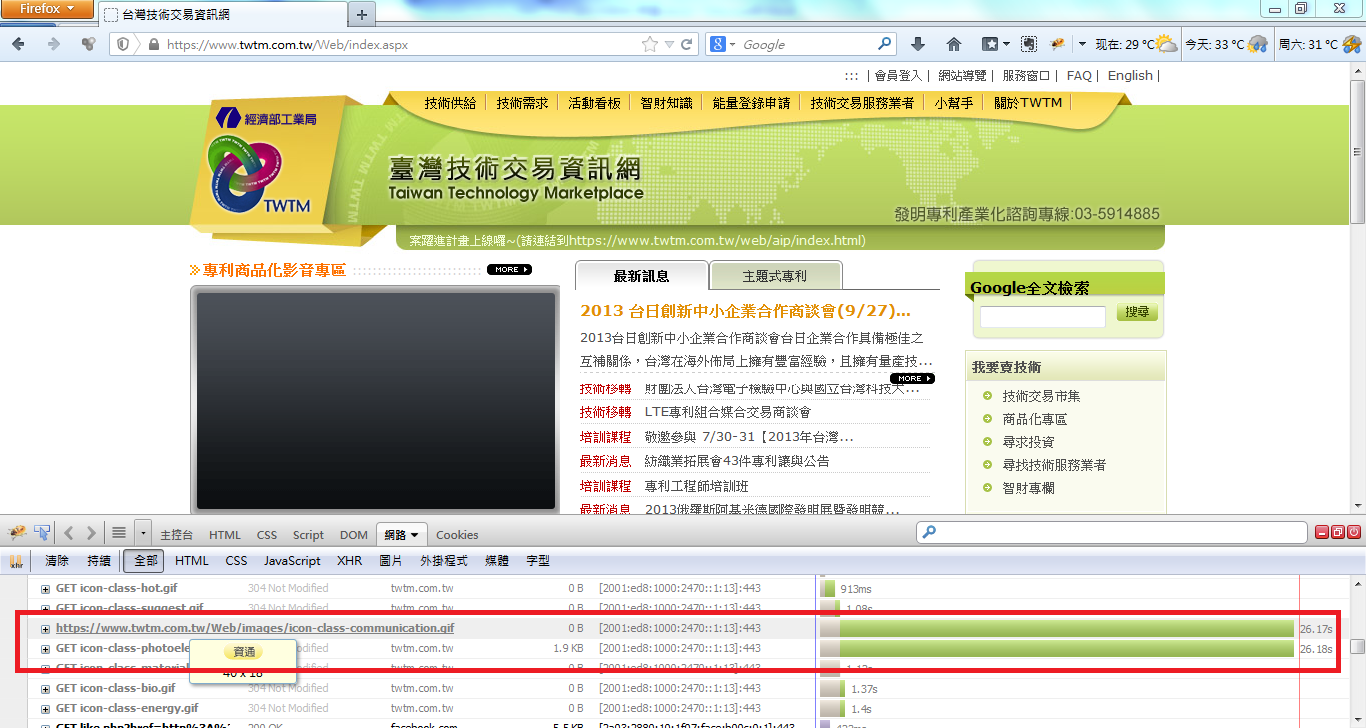 Firefox
台灣技術交易資訊網
https://www.twtm.com.tw/Web/index.aspx
Google
现在: 29 °C
今天: 33 °C
周六: 31 °C
::: | 會員登入 | 網站導覽 | 服務窗口 | FAQ | English |
技術供給 | 技術需求 | 活動看板 | 智財知識 | 能量登錄申請 | 技術交易服務業者 | 小幫手 | 關於TWTM
經濟部工業局
TWTM
臺灣技術交易資訊網
Taiwan Technology Marketplace
發明專利產業化諮詢專線:03-5914885
案躍進計畫上線囉~(請連結到https://www.twtm.com.tw/web/aip/index.html)
專利商品化影音專區
MORE
最新訊息
主題式專利
2013 台日創新中小企業合作商談會(9/27)...
2013台日創新中小企業合作商談會台日企業合作具備極佳之
互補關係，台灣在海外佈局上擁有豐富經驗，且擁有量產技...
MORE
技術移轉 財團法人台灣電子檢驗中心與國立台灣科技大...
技術移轉 LTE專利組合媒合交易商談會
培訓課程 敬邀參與 7/30-31【2013年台灣...
最新消息 紡織業拓展會43件專利讓與公告
培訓課程 專利工程師培訓班
最新消息 2013俄羅斯阿基米德國際發明展暨發明競...
Google全文檢索
搜尋
我要賣技術
技術交易市集
商品化專區
尋求投資
尋找技術服務業者
智財專欄
主控台 HTML CSS Script DOM 網路 Cookies
清除 持續 全部 HTML CSS JavaScript XHR 圖片 外掛程式 媒體 字型
GET icon-class-hot.gif 304 Not Modified twtm.com.tw 0 B [2001:ed8:1000:2470::1:13]:443 913ms
GET icon-class-suggest.gif 304 Not Modified twtm.com.tw 0 B [2001:ed8:1000:2470::1:13]:443 1.08s
https://www.twtm.com.tw/Web/images/icon-class-communication.gif 0 B [2001:ed8:1000:2470::1:13]:443 26.17s
GET icon-class-photoele twtm.com.tw 1.9 KB [2001:ed8:1000:2470::1:13]:443 26.18s
資通
40 x 18
GET icon-class-material Modified twtm.com.tw 0 B [2001:ed8:1000:2470::1:13]:443
GET icon-class-bio.gif Modified twtm.com.tw 0 B [2001:ed8:1000:2470::1:13]:443 1.37s
GET icon-class-energy.gif 304 Not Modified twtm.com.tw 0 B [2001:ed8:1000:2470::1:13]:443 1.4s
200 OK facebook.com 5.5 KB